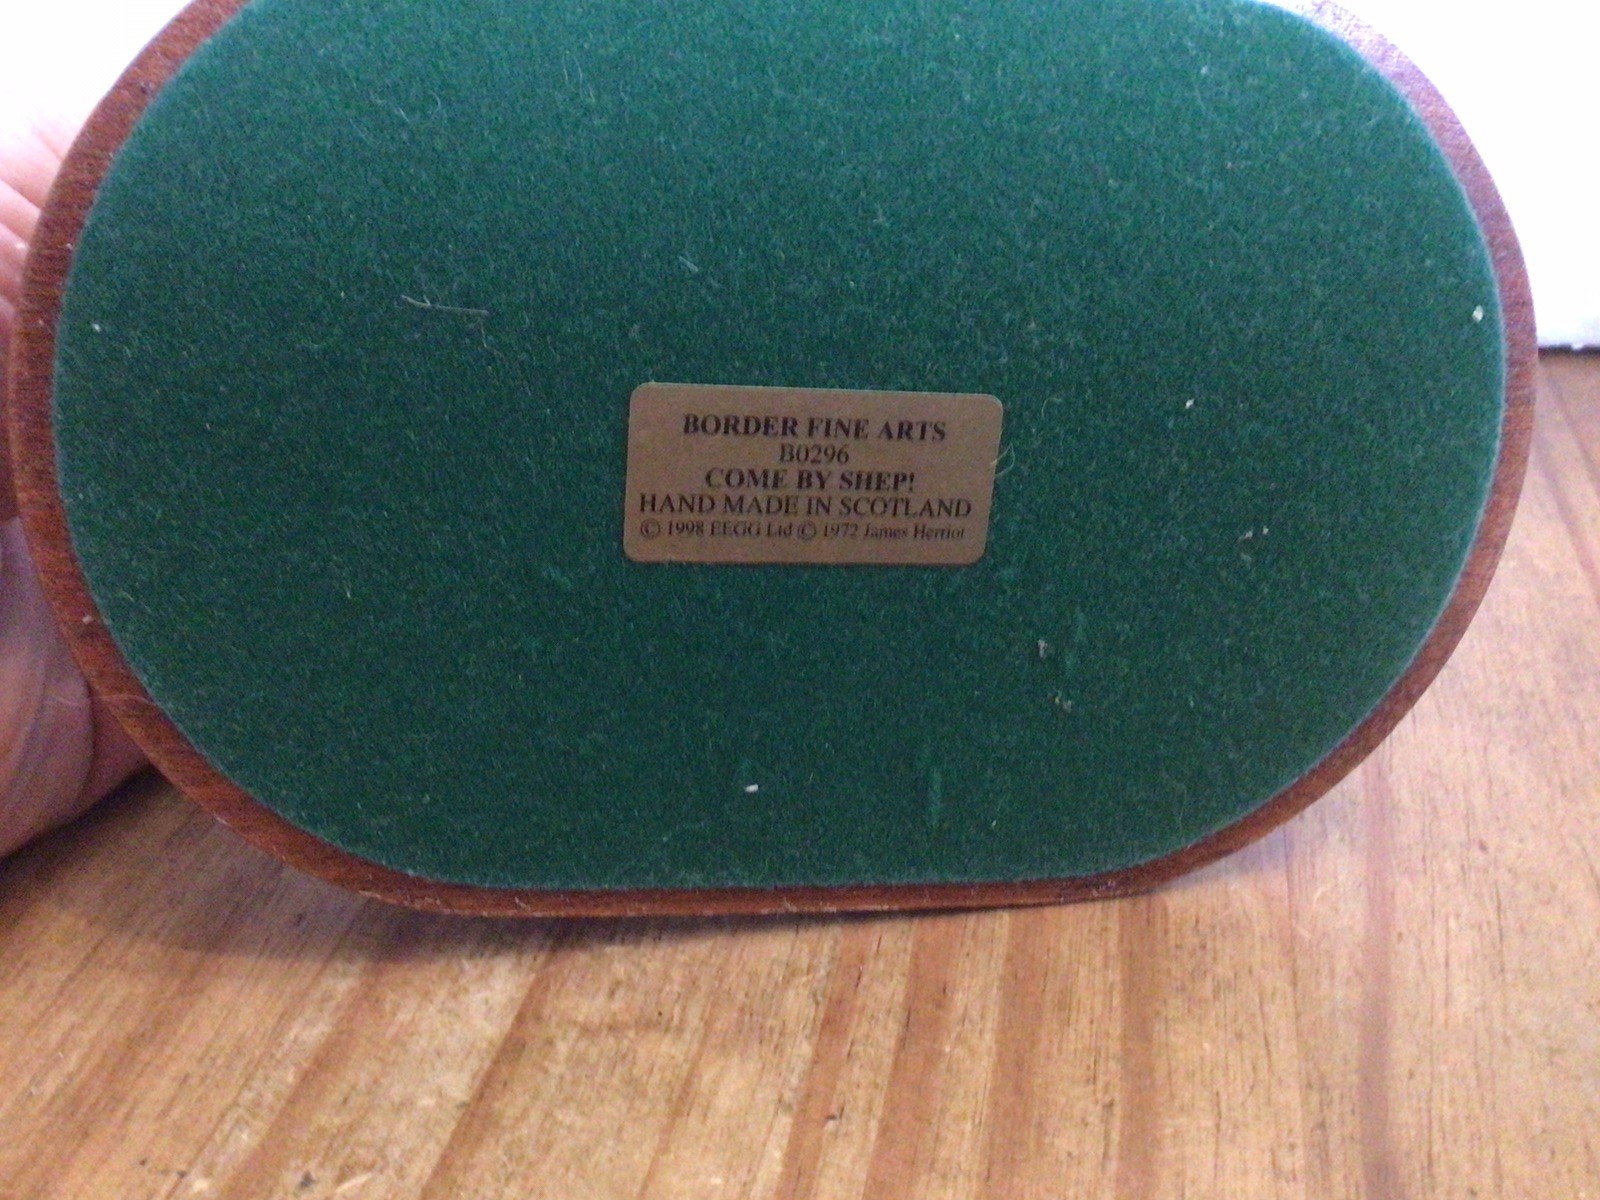 BORDER FINE ARTS
B0296
COME BY SHEP!
HAND MADE IN SCOTLAND
© 1998 EEGG Ltd © 1972 James Herriot